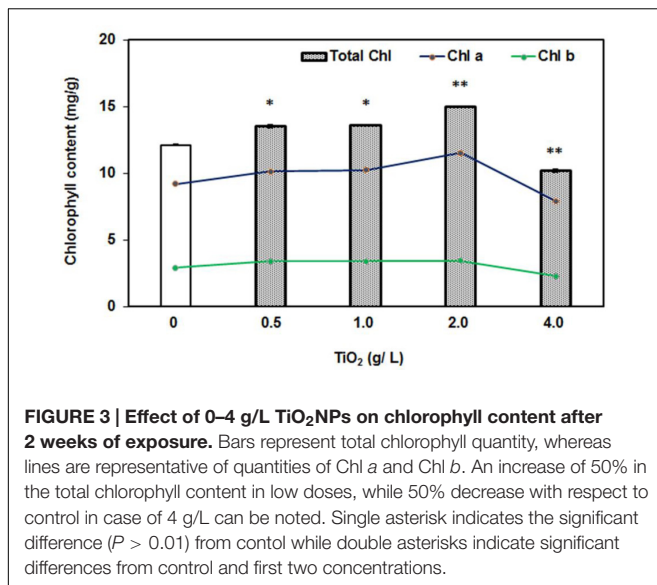 20
Total Chl Chl a Chl b
** 
15
* *
**
10
5
0
Chlorophyll content (mg/g)
0 0.5 1.0 2.0 4.0
TiO₂ (g/ L)
FIGURE 3 | Effect of 0–4 g/L TiO₂NPs on chlorophyll content after
2 weeks of exposure. Bars represent total chlorophyll quantity, whereas
lines are representative of quantities of Chl a and Chl b. An increase of 50% in
the total chlorophyll content in low doses, while 50% decrease with respect to
control in case of 4 g/L can be noted. Single asterisk indicates the significant
difference (P > 0.01) from contol while double asterisks indicate significant
differences from control and first two concentrations.